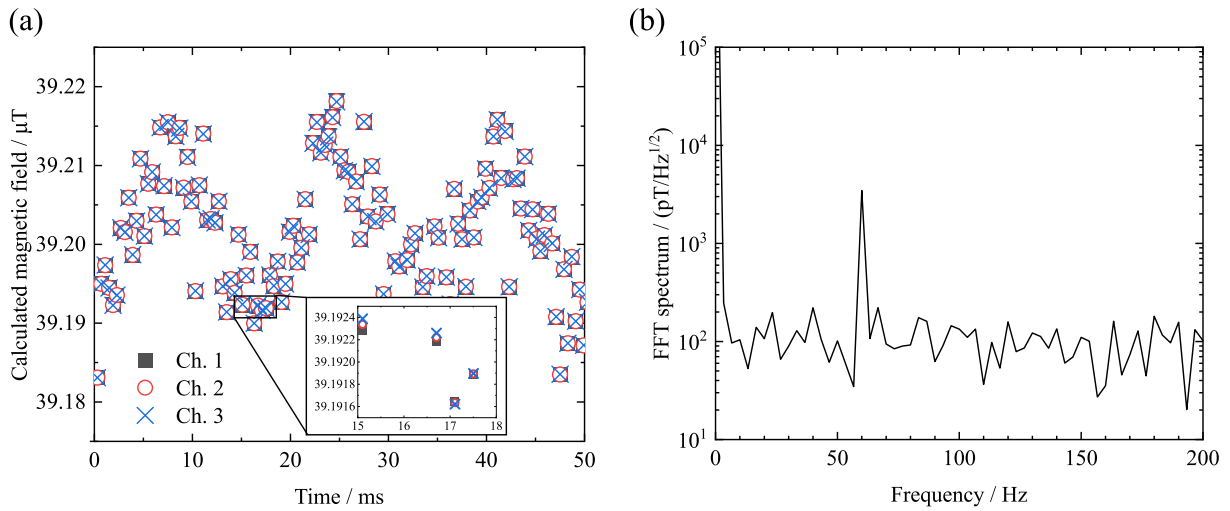 (a)
Calculated magnetic field / μT
39.22
39.21
39.20
39.19
39.18
Ch. 1
Ch. 2
Ch. 3
39.1924
39.1922
39.1920
39.1918
39.1916
15 16 17 18
0 10 20 30 40 50
Time / ms
(b)
FFT spectrum / (pT/Hz^{1/2})
10^5
10^4
10^3
10^2
10^1
0 50 100 150 200
Frequency / Hz